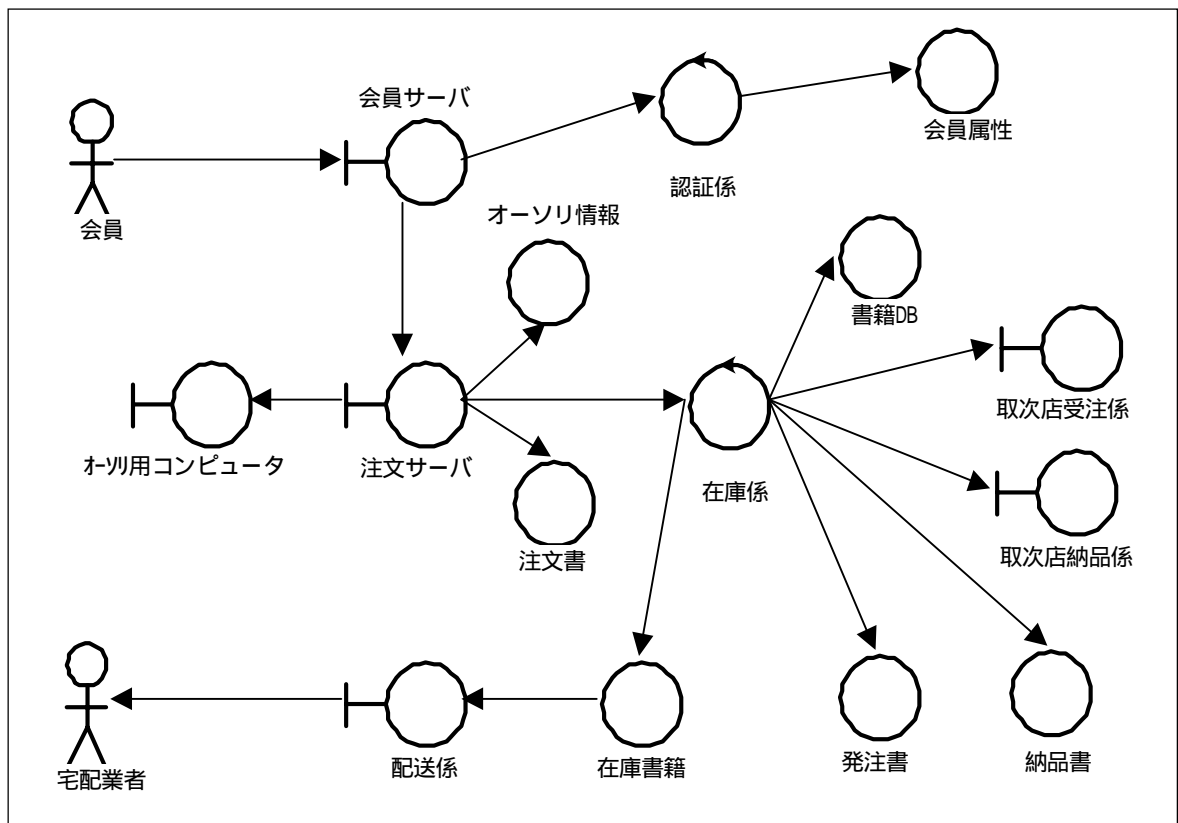 会員サーバ
会員属性
認証係
会員
オーソリ情報
書籍DB
取次店受注係
オーソリ用コンピュータ
注文サーバ
在庫係
注文書
取次店納品係
宅配業者
配送係
在庫書籍
発注書
納品書